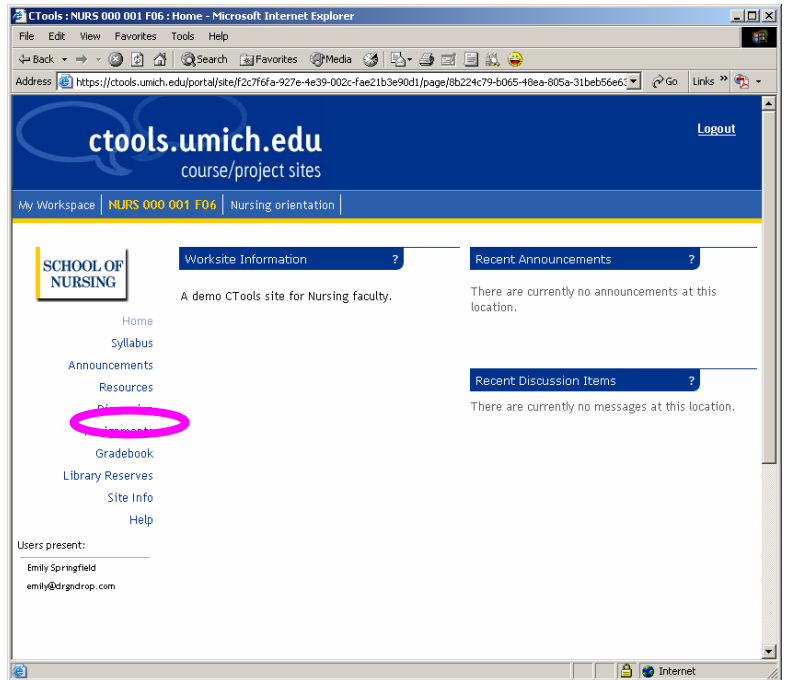 CTools : NURS 000 001 F06 : Home - Microsoft Internet Explorer
File Edit View Favorites Tools Help
Back Search Favorites Media
Address https://ctools.umich.edu/portal/site/f2c7f6fa-927e-4e39-002c-fae21b3e90d1/page/8b224c79-b065-48ea-805a-31beb56e63 Go Links »
ctools.umich.edu
course/project sites
Logout
My Workspace NURS 000 001 F06 Nursing orientation
SCHOOL OF
NURSING
Home
Syllabus
Announcements
Resources
Gradebook
Library Reserves
Site Info
Help
Users present:
Emily Springfield
emily@drgndrop.com
Worksite Information ?
A demo CTools site for Nursing faculty.
Recent Announcements ?
There are currently no announcements at this
location.
Recent Discussion Items ?
There are currently no messages at this location.
Internet